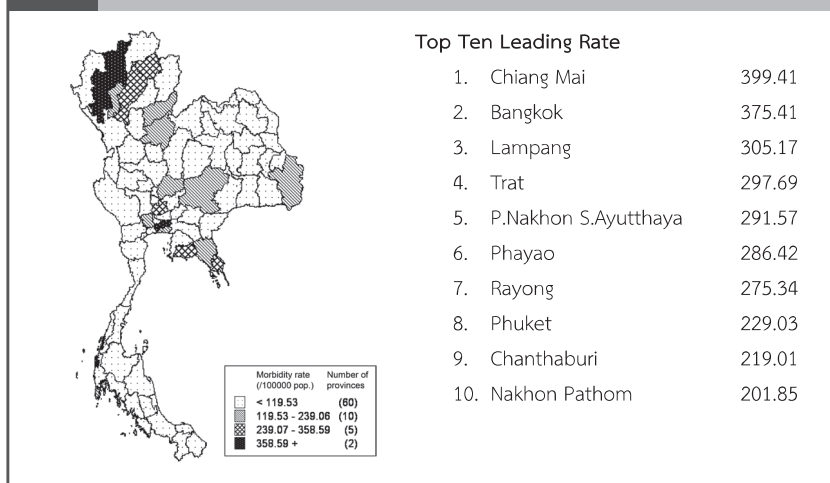 Top Ten Leading Rate
1. Chiang Mai 399.41
2. Bangkok 375.41
3. Lampang 305.17
4. Trat 297.69
5. P.Nakhon S.Ayutthaya 291.57
6. Phayao 286.42
7. Rayong 275.34
8. Phuket 229.03
9. Chanthaburi 219.01
10. Nakhon Pathom 201.85
Morbidity rate Number of
(/100000 pop.) provinces
< 119.53 (60)
119.53 - 239.06 (10)
239.07 - 358.59 (5)
358.59 + (2)